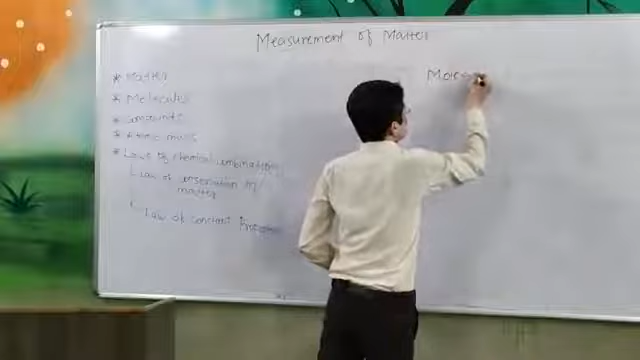 Measurement of Matter
* Matter
* Molecules
*
* Atomic mass
* Laws of chemical combination
Law of conservation of
matter
Law of constant Proportion
Molec